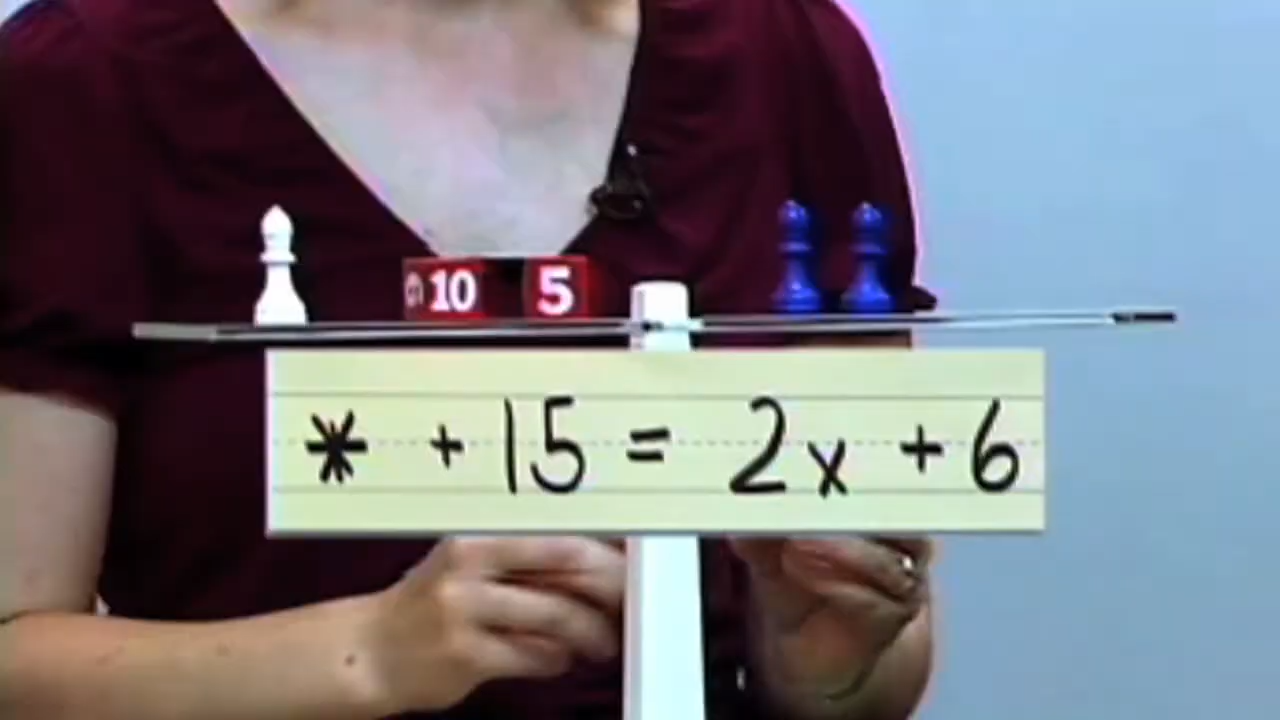 10 5
* + 15 = 2x + 6